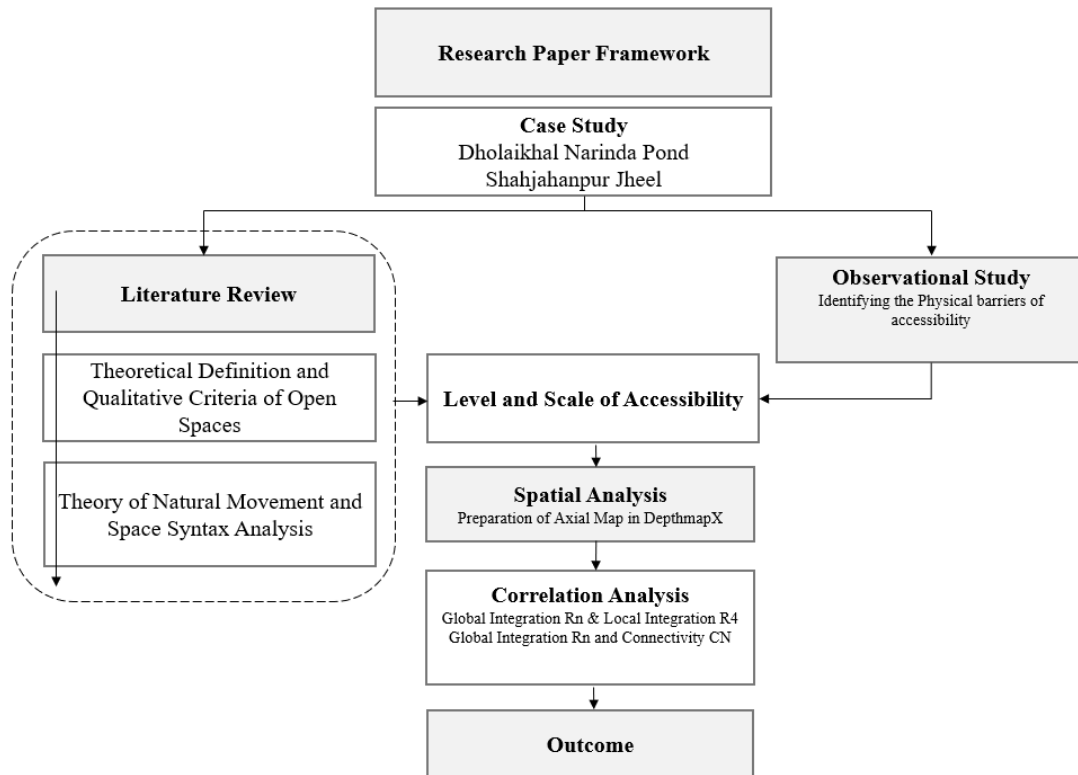 Research Paper Framework
Case Study
Dholaikhal Narinda Pond
Shahjahanpur Jheel
Literature Review
Theoretical Definition and
Qualitative Criteria of Open
Spaces
Theory of Natural Movement and
Space Syntax Analysis
Observational Study
Identifying the Physical barriers of
accessibility
Level and Scale of Accessibility
Spatial Analysis
Preparation of Axial Map in DepthmapX
Correlation Analysis
Global Integration Rn & Local Integration R4
Global Integration Rn and Connectivity CN
Outcome